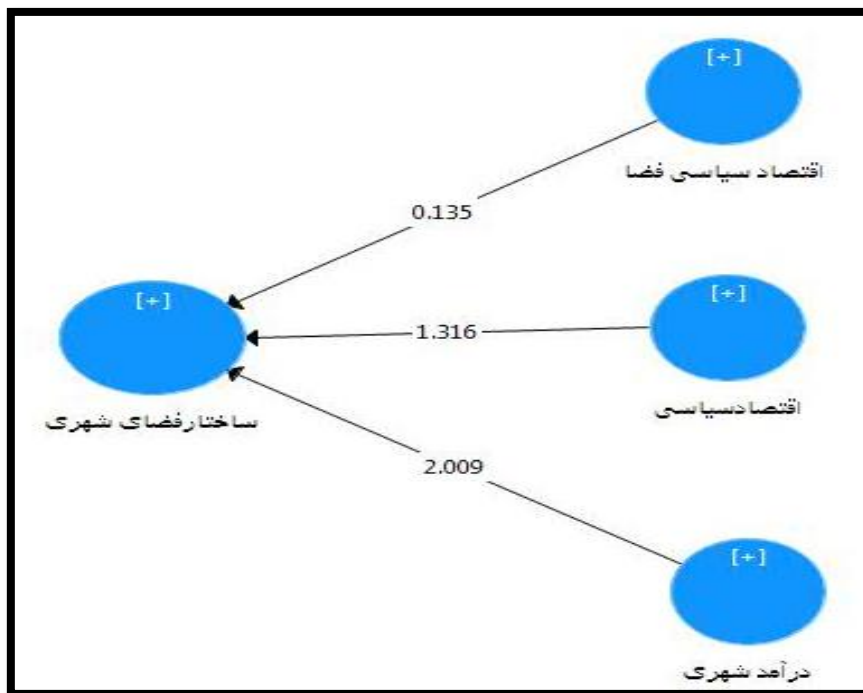 [+]
اقتصاد سیاسی فضا
0.135
[+]
[+]
1.316
ساختارفضای شهری
اقتصادسیاسی
2.009
[+]
درآمد شهری